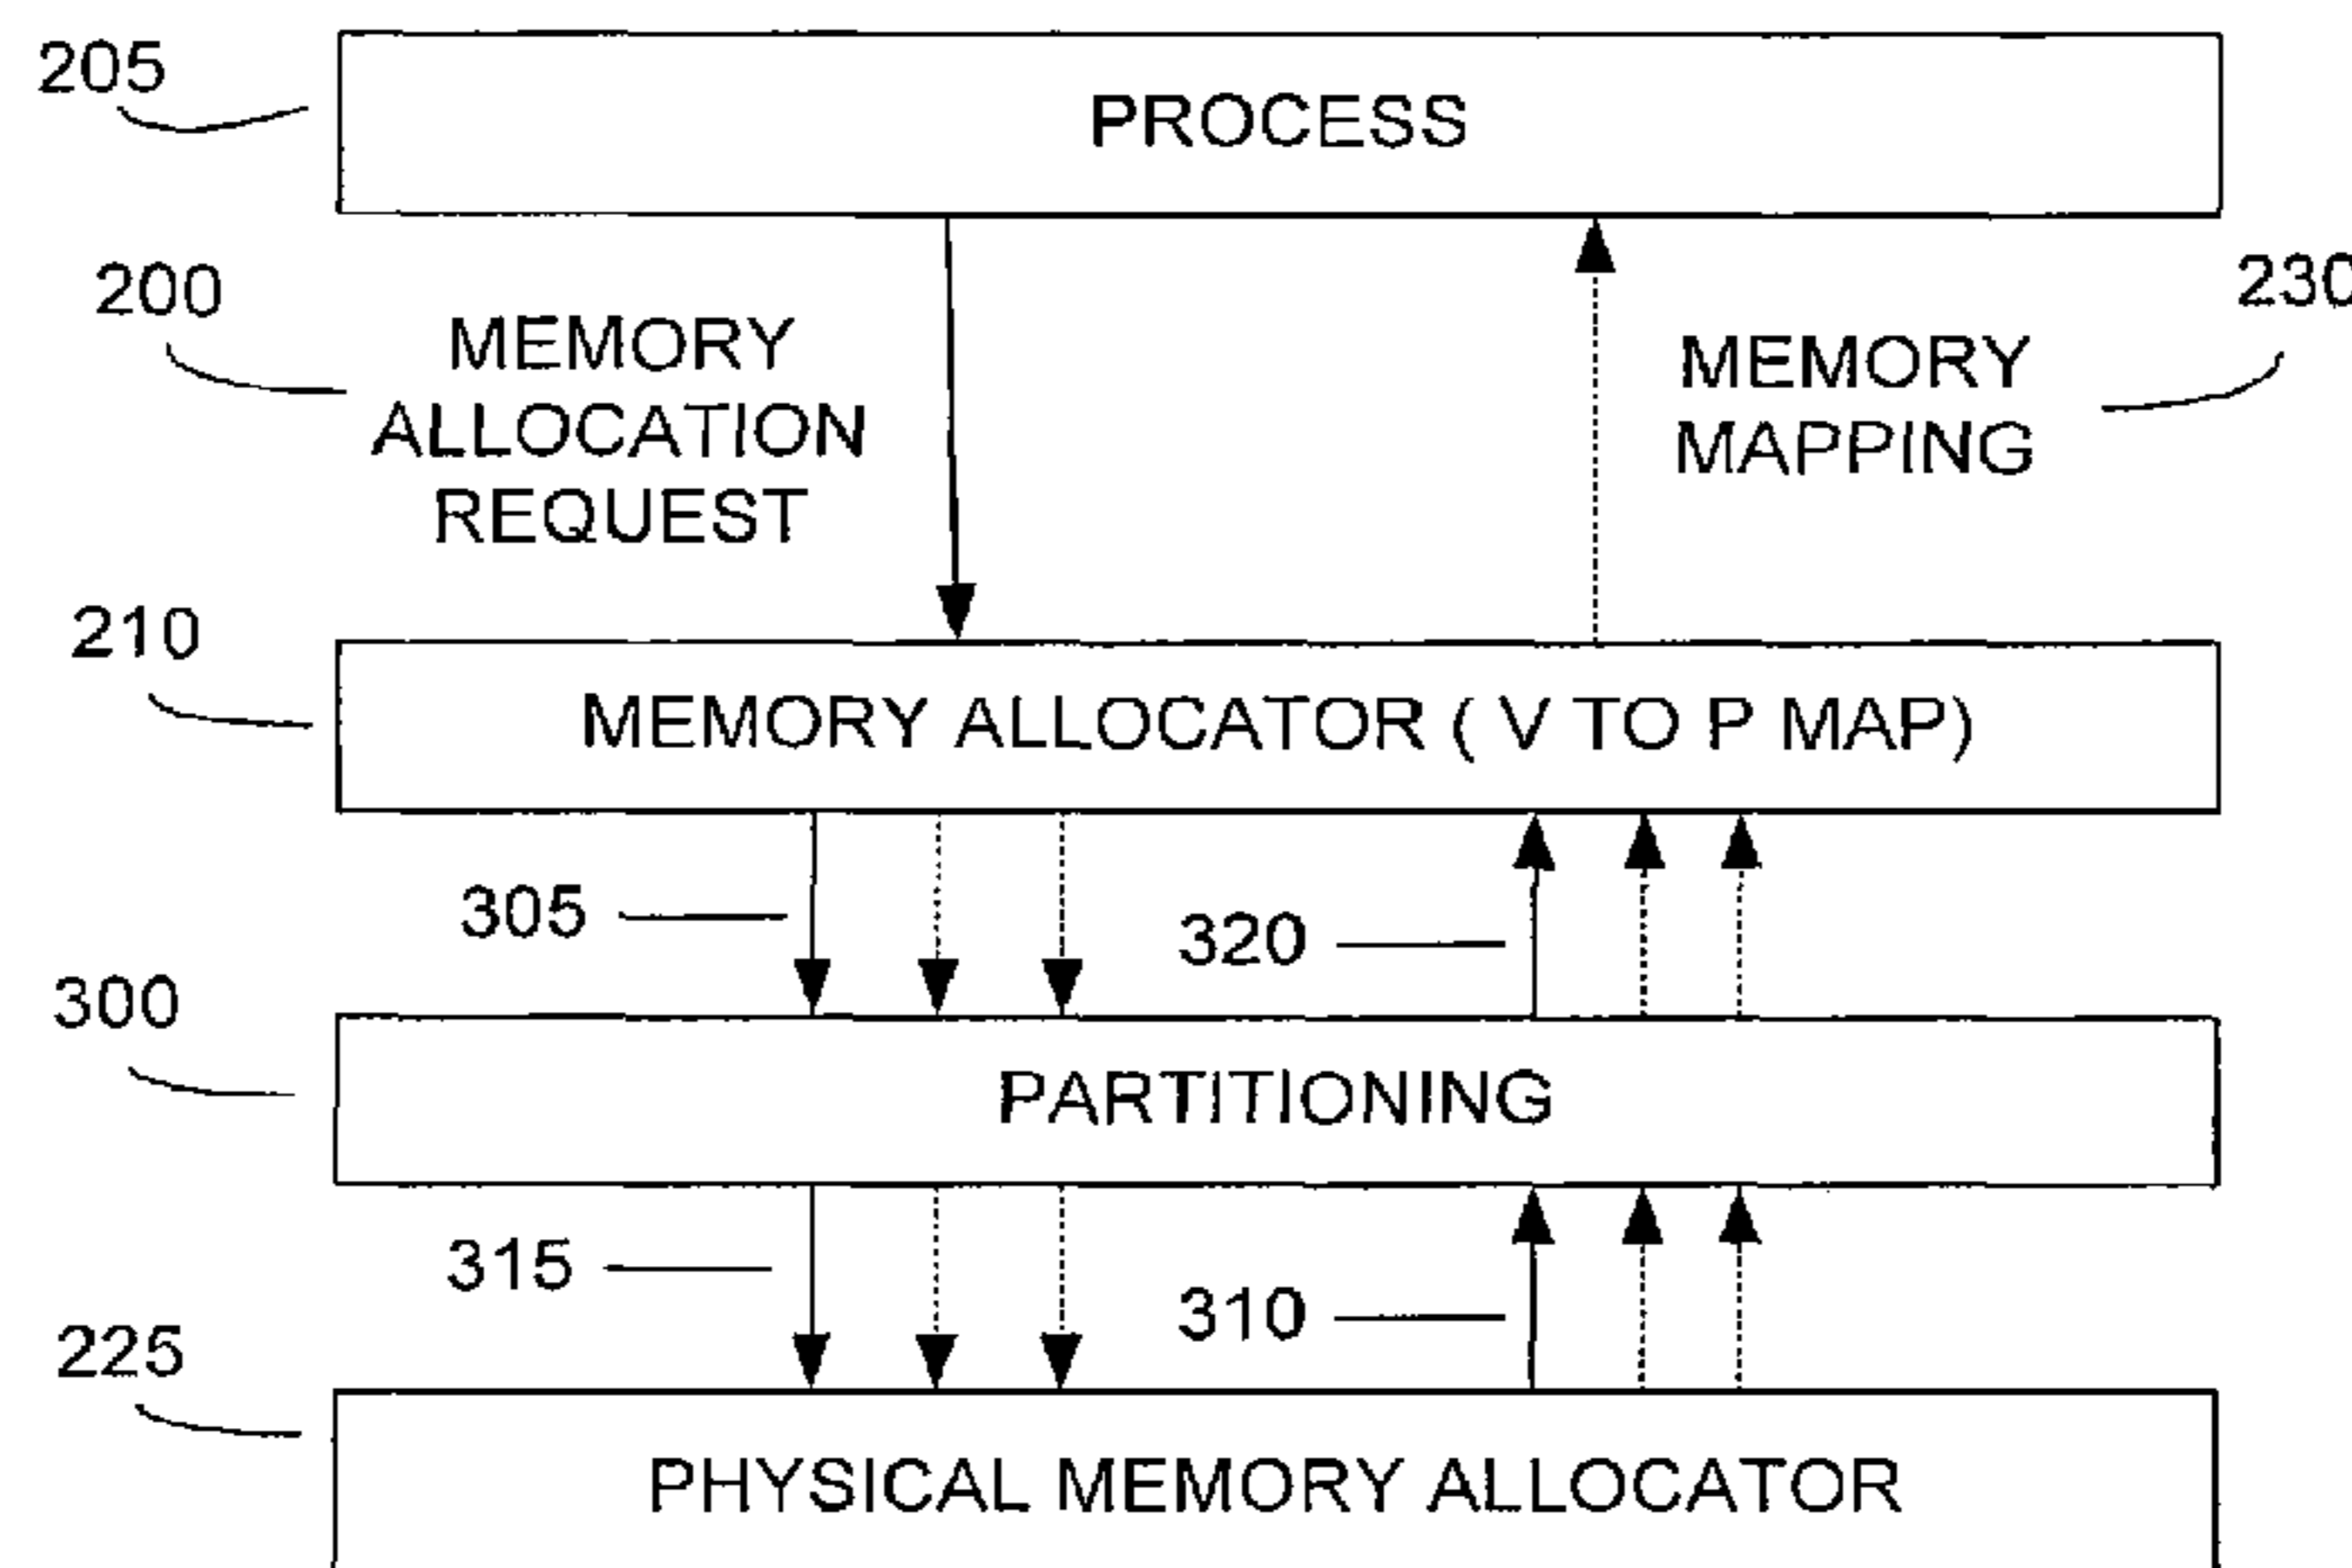 205
PROCESS
200
MEMORY
ALLOCATION
REQUEST
230
MEMORY
MAPPING
210
MEMORY ALLOCATOR ( V TO P MAP)
305
320
300
PARTITIONING
315
310
225
PHYSICAL MEMORY ALLOCATOR